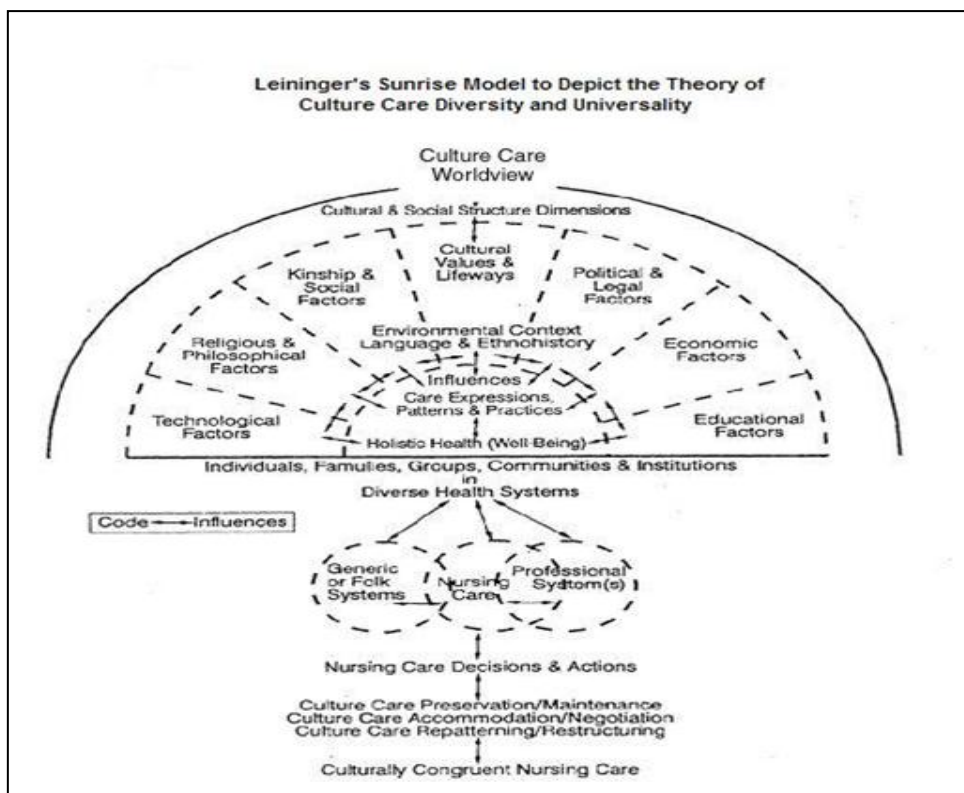 Leininger's Sunrise Model to Depict the Theory of
Culture Care Diversity and Universality
Culture Care
Worldview
Cultural & Social Structure Dimensions
Cultural
Values &
Lifeways
Kinship &
Social
Factors
Political &
Legal
Factors
Environmental Context
Language & Ethnohistory
Religious &
Philosophical
Factors
Economic
Factors
Influences
Care Expressions,
Patterns & Practices
Technological
Factors
Educational
Factors
Holistic Health (Well-Being)
Individuals, Families, Groups, Communities & Institutions
in
Diverse Health Systems
Code Influences
Generic
or Folk
Systems
Nursing
Care
Professional
System(s)
Nursing Care Decisions & Actions
Culture Care Preservation/Maintenance
Culture Care Accommodation/Negotiation
Culture Care Repatterning/Restructuring
Culturally Congruent Nursing Care